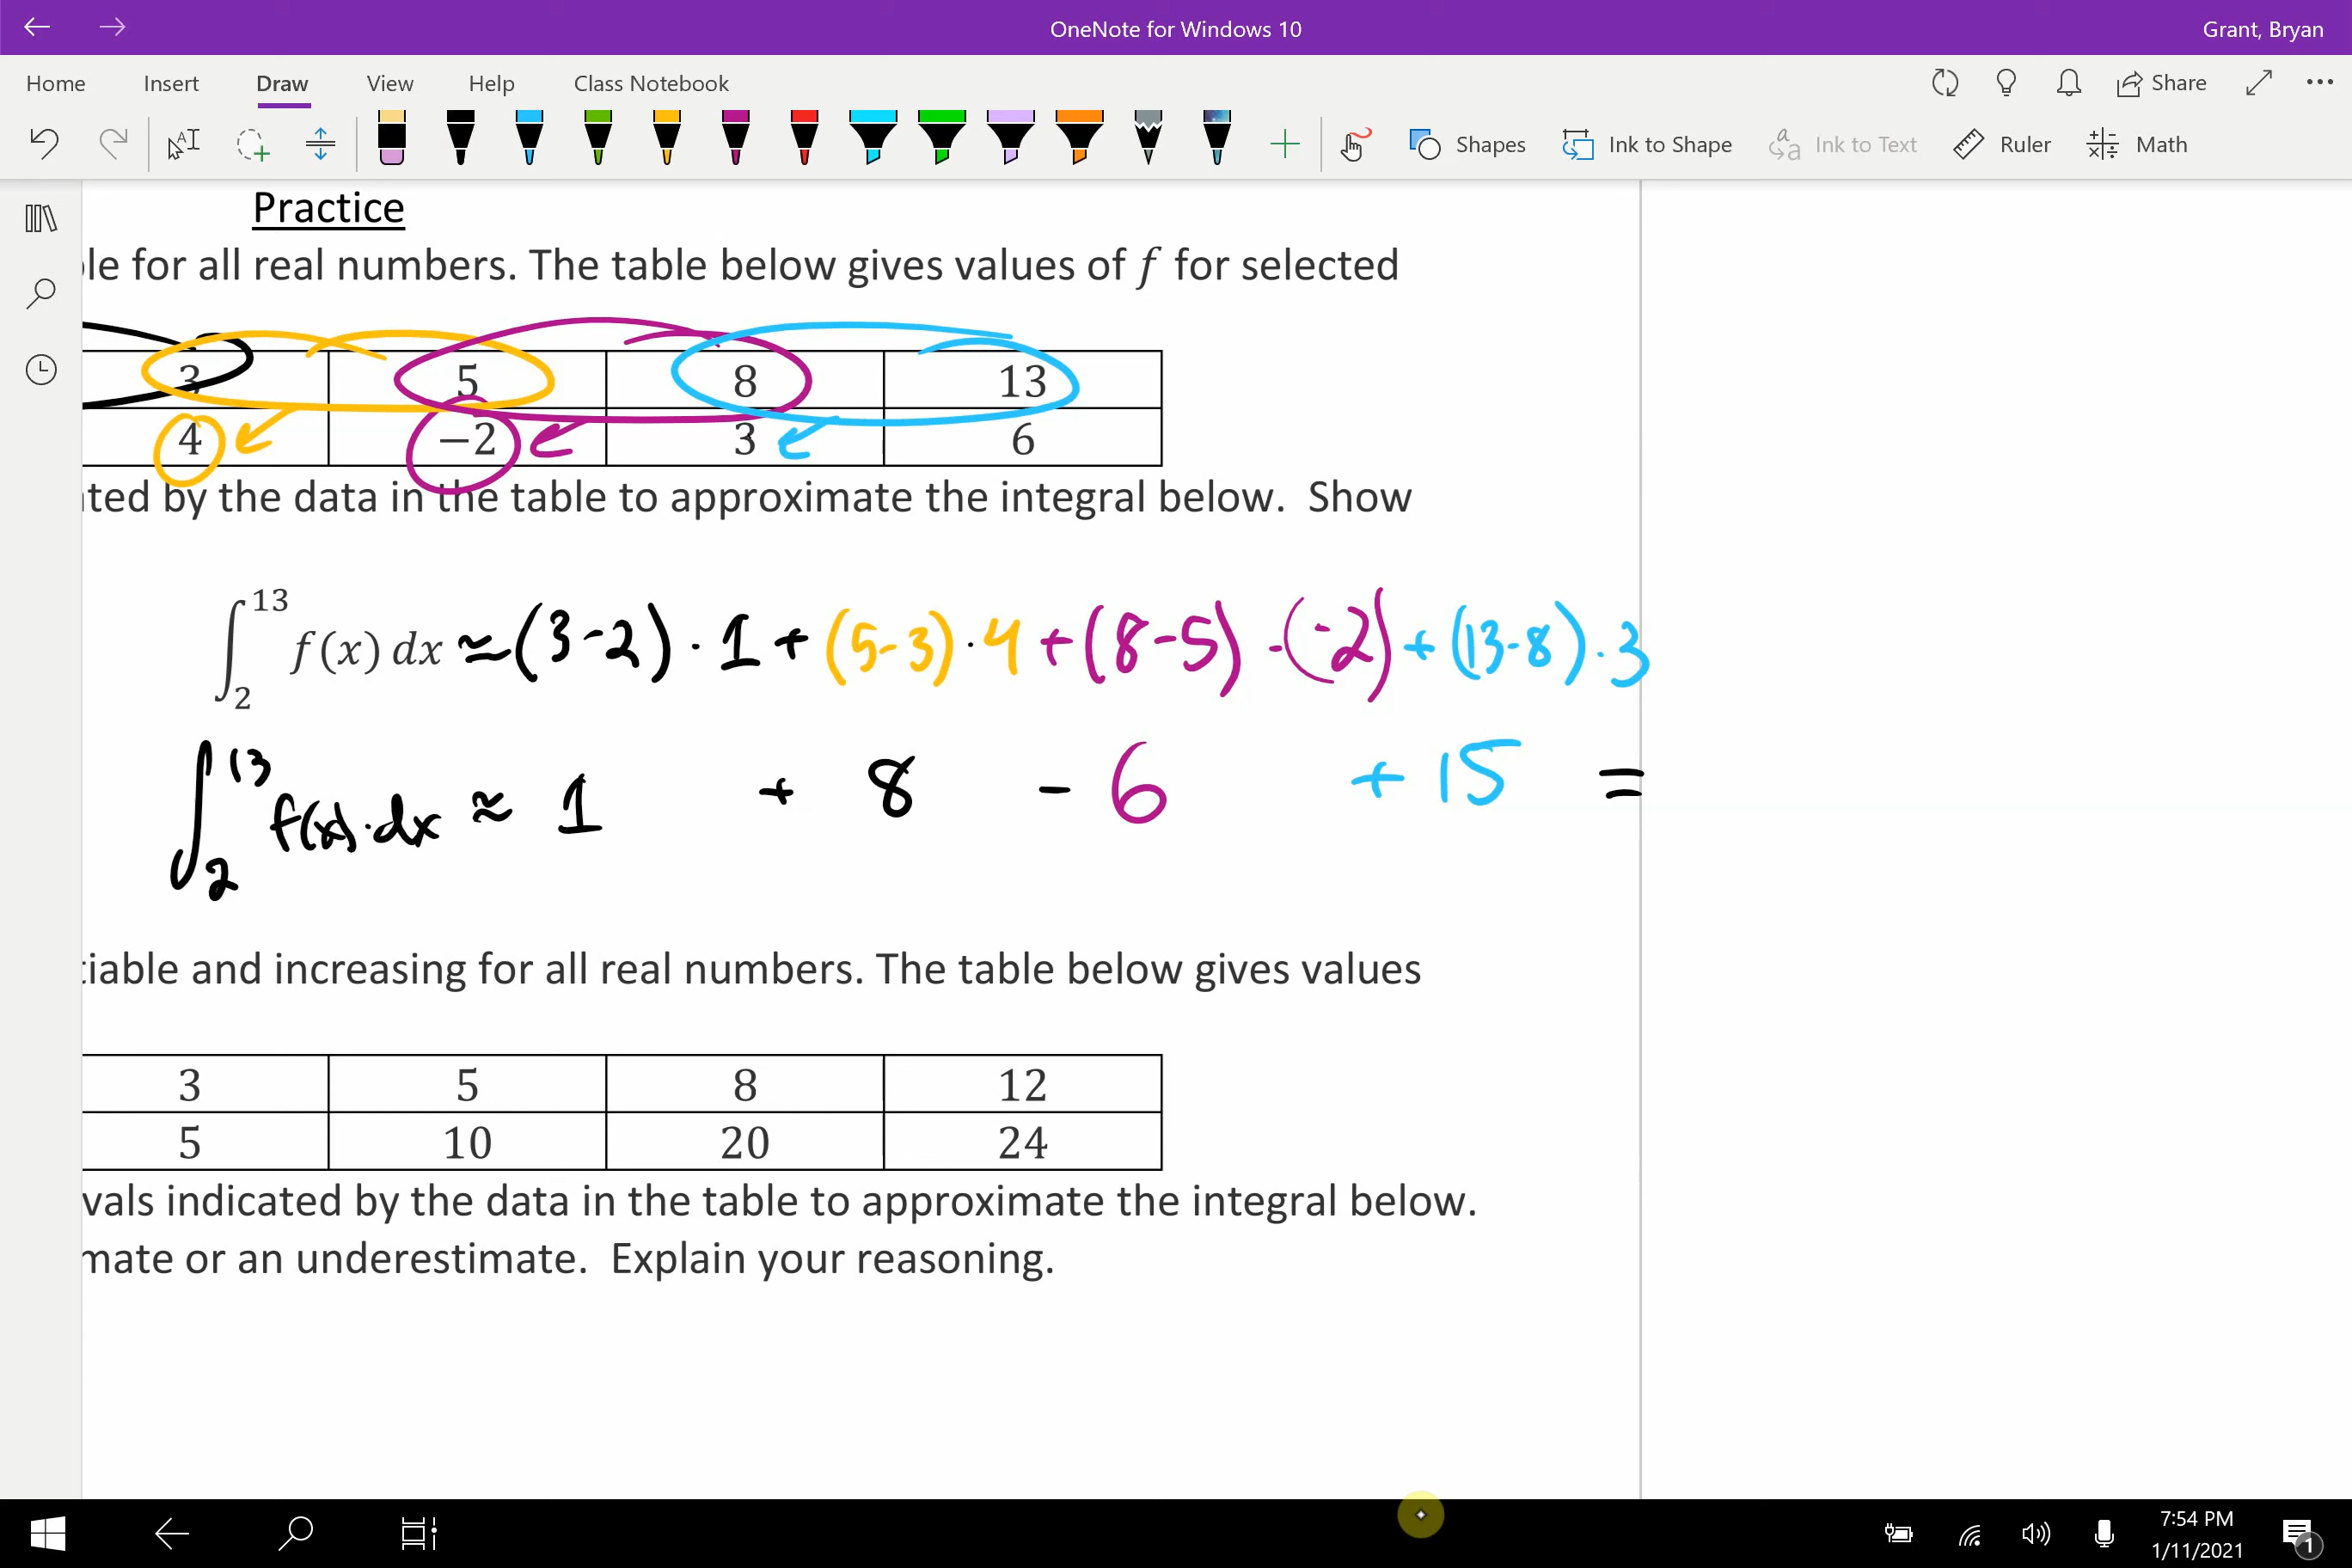 OneNote for Windows 10 Grant, Bryan
Home Insert Draw View Help Class Notebook Share
Shapes Ink to Shape Ink to Text Ruler Math
Practice
le for all real numbers. The table below gives values of f for selected
3 5 8 13
4 −2 3 6
ted by the data in the table to approximate the integral below. Show
∫₂¹³ f(x) dx ≈ (3-2) · 1 + (5-3) · 4 + (8-5) · (-2) + (13-8) · 3
∫₂¹³ f(x)·dx ≈ 1 + 8 - 6 + 15 =
tiable and increasing for all real numbers. The table below gives values
3 5 8 12
5 10 20 24
vals indicated by the data in the table to approximate the integral below.
mate or an underestimate. Explain your reasoning.
7:54 PM
1/11/2021
1